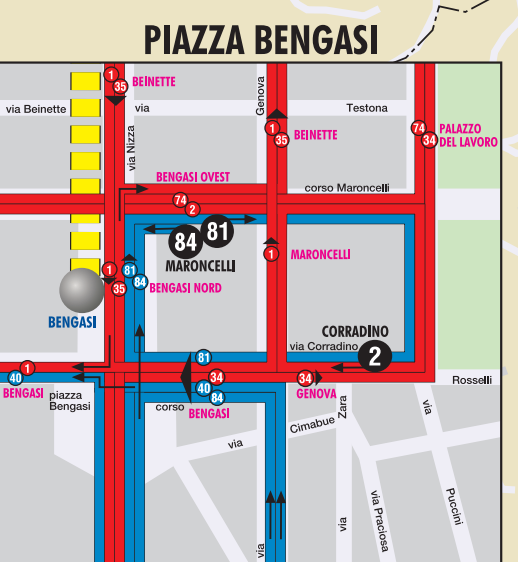 PIAZZA BENGASI
1
35
BEINETTE
via Beinette
via
Testona
via Nizza
Genova
1
35
BEINETTE
74
34
PALAZZO
DEL LAVORO
BENGASI OVEST
corso Maroncelli
74
2
84
81
MARONCELLI
1
MARONCELLI
1
35
81
84
BENGASI NORD
BENGASI
CORRADINO
via Corradino
2
81
1
40
BENGASI
34
40
84
BENGASI
34
GENOVA
Rosselli
piazza
Bengasi
corso
via
Cimabue
Zara
via
via
Puccini
via Praciosa
via
via